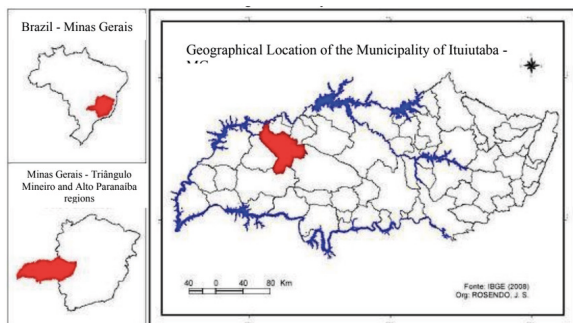 Brazil - Minas Gerais
Minas Gerais - Triângulo
Mineiro and Alto Paranaíba
regions
Geographical Location of the Municipality of Ituiutaba -
MG
40 0 40 80 Km
Fonte: IBGE (2008)
Org: ROSENDO, J. S.